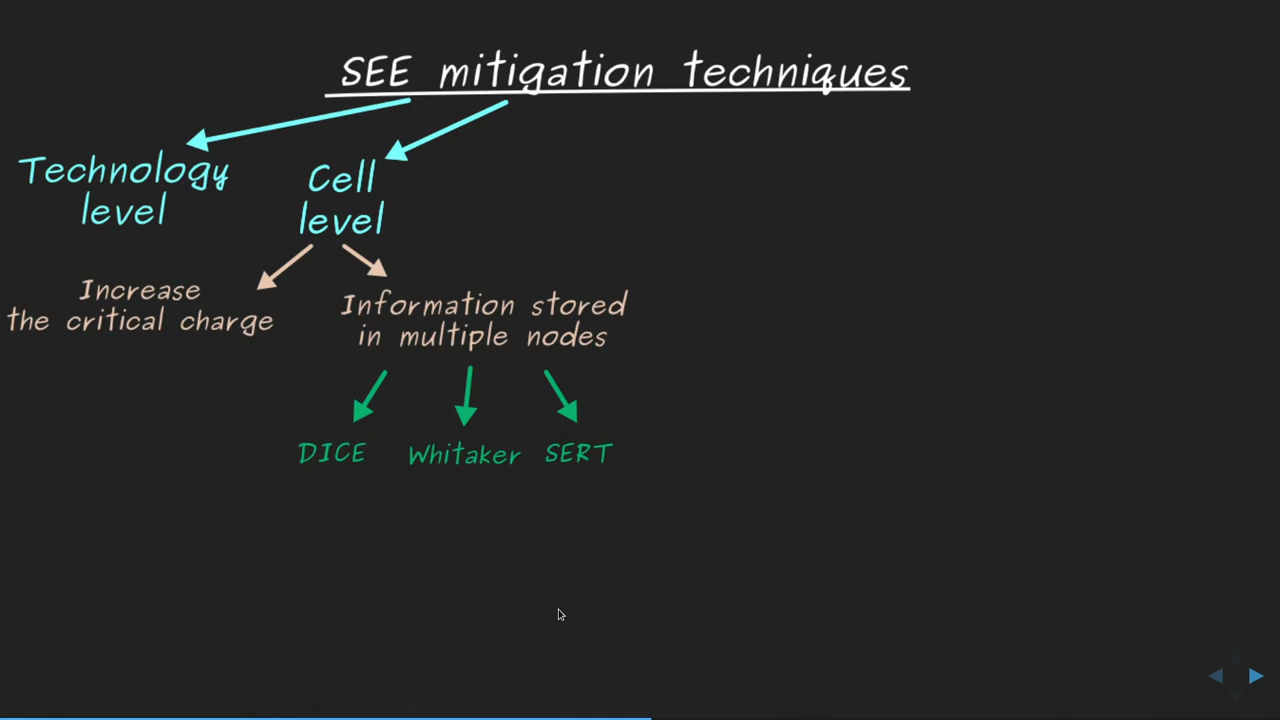 SEE mitigation techniques
Technology
level
Cell
level
Increase
the critical charge
Information stored
in multiple nodes
DICE
Whitaker
SERT